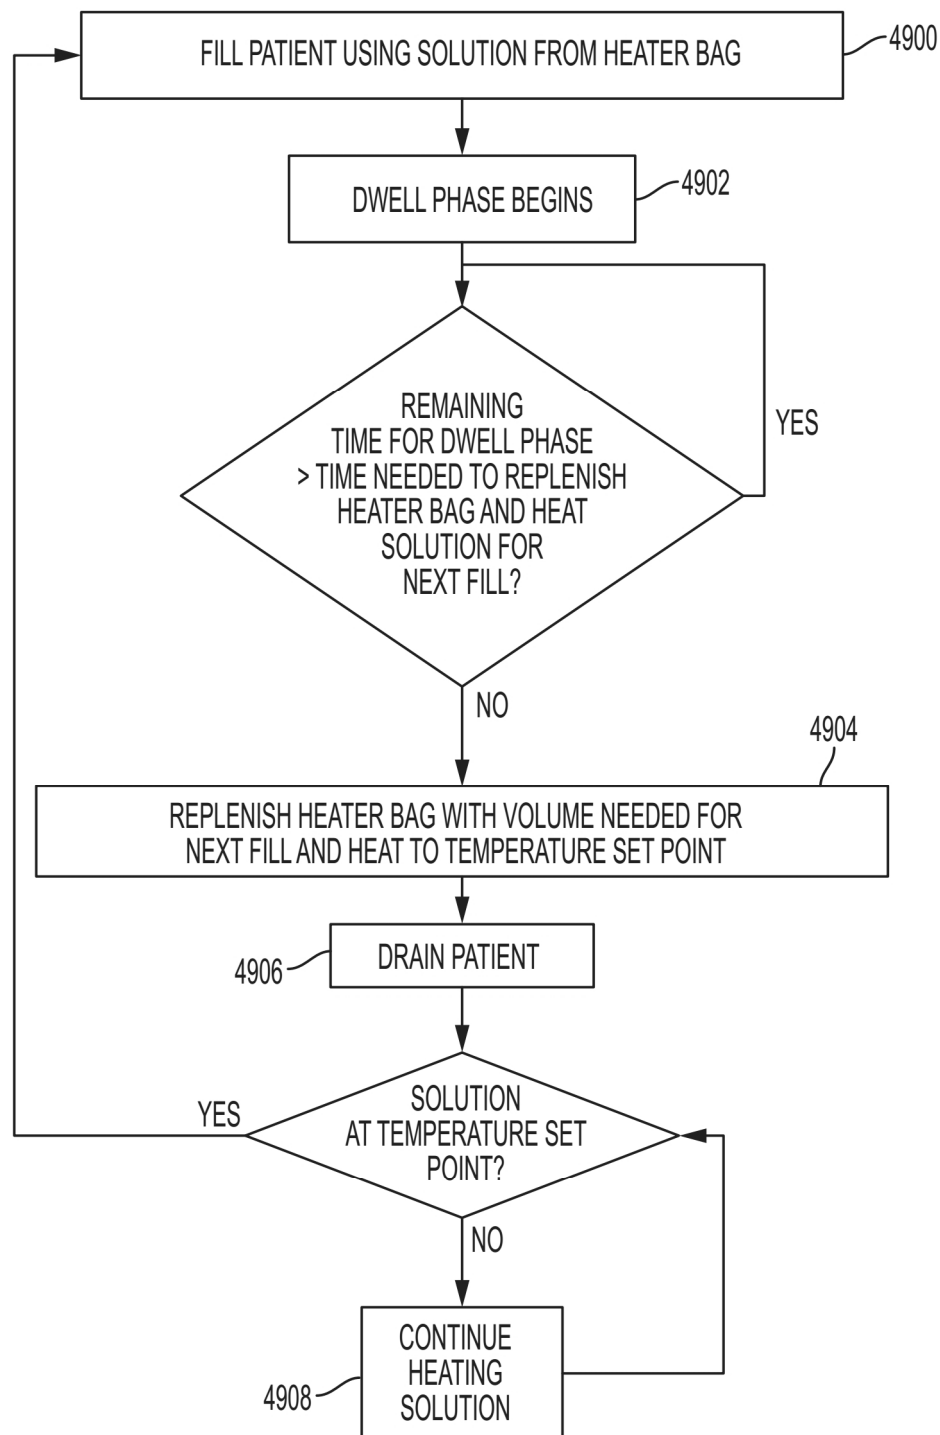 FILL PATIENT USING SOLUTION FROM HEATER BAG
4900
DWELL PHASE BEGINS
4902
REMAINING
TIME FOR DWELL PHASE
> TIME NEEDED TO REPLENISH
HEATER BAG AND HEAT
SOLUTION FOR
NEXT FILL?
YES
NO
4904
REPLENISH HEATER BAG WITH VOLUME NEEDED FOR
NEXT FILL AND HEAT TO TEMPERATURE SET POINT
DRAIN PATIENT
4906
SOLUTION
AT TEMPERATURE SET
POINT?
YES
NO
CONTINUE
HEATING
SOLUTION
4908